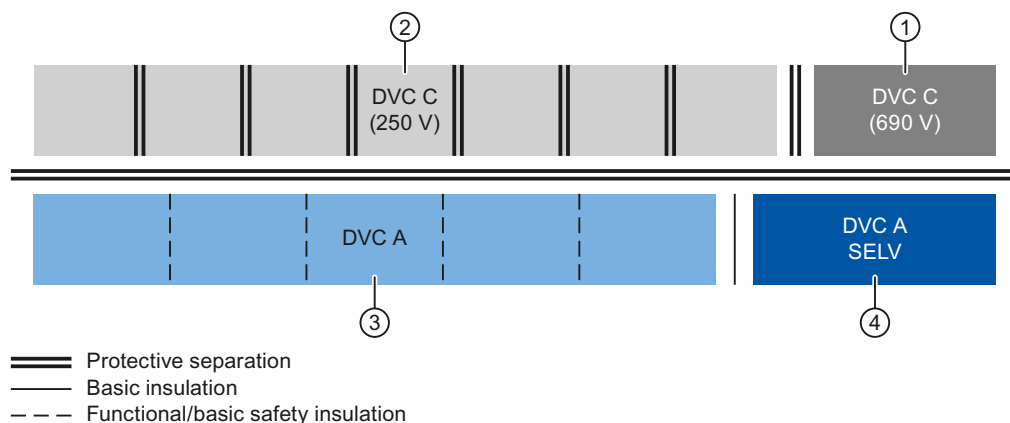 2
1
DVC C
(250 V)
DVC C
(690 V)
DVC A
DVC A
SELV
3
4
Protective separation
Basic insulation
Functional/basic safety insulation